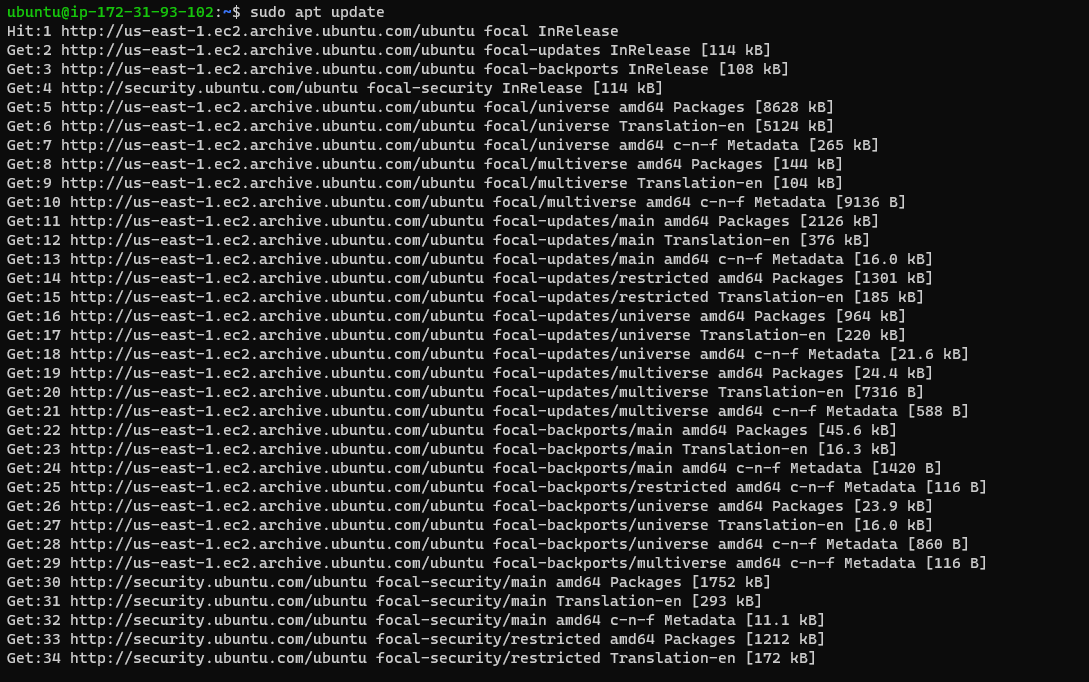 ubuntu@ip-172-31-93-102:~$ sudo apt update
Hit:1 http://us-east-1.ec2.archive.ubuntu.com/ubuntu focal InRelease
Get:2 http://us-east-1.ec2.archive.ubuntu.com/ubuntu focal-updates InRelease [114 kB]
Get:3 http://us-east-1.ec2.archive.ubuntu.com/ubuntu focal-backports InRelease [108 kB]
Get:4 http://security.ubuntu.com/ubuntu focal-security InRelease [114 kB]
Get:5 http://us-east-1.ec2.archive.ubuntu.com/ubuntu focal/universe amd64 Packages [8628 kB]
Get:6 http://us-east-1.ec2.archive.ubuntu.com/ubuntu focal/universe Translation-en [5124 kB]
Get:7 http://us-east-1.ec2.archive.ubuntu.com/ubuntu focal/universe amd64 c-n-f Metadata [265 kB]
Get:8 http://us-east-1.ec2.archive.ubuntu.com/ubuntu focal/multiverse amd64 Packages [144 kB]
Get:9 http://us-east-1.ec2.archive.ubuntu.com/ubuntu focal/multiverse Translation-en [104 kB]
Get:10 http://us-east-1.ec2.archive.ubuntu.com/ubuntu focal/multiverse amd64 c-n-f Metadata [9136 B]
Get:11 http://us-east-1.ec2.archive.ubuntu.com/ubuntu focal-updates/main amd64 Packages [2126 kB]
Get:12 http://us-east-1.ec2.archive.ubuntu.com/ubuntu focal-updates/main Translation-en [376 kB]
Get:13 http://us-east-1.ec2.archive.ubuntu.com/ubuntu focal-updates/main amd64 c-n-f Metadata [16.0 kB]
Get:14 http://us-east-1.ec2.archive.ubuntu.com/ubuntu focal-updates/restricted amd64 Packages [1301 kB]
Get:15 http://us-east-1.ec2.archive.ubuntu.com/ubuntu focal-updates/restricted Translation-en [185 kB]
Get:16 http://us-east-1.ec2.archive.ubuntu.com/ubuntu focal-updates/universe amd64 Packages [964 kB]
Get:17 http://us-east-1.ec2.archive.ubuntu.com/ubuntu focal-updates/universe Translation-en [220 kB]
Get:18 http://us-east-1.ec2.archive.ubuntu.com/ubuntu focal-updates/universe amd64 c-n-f Metadata [21.6 kB]
Get:19 http://us-east-1.ec2.archive.ubuntu.com/ubuntu focal-updates/multiverse amd64 Packages [24.4 kB]
Get:20 http://us-east-1.ec2.archive.ubuntu.com/ubuntu focal-updates/multiverse Translation-en [7316 B]
Get:21 http://us-east-1.ec2.archive.ubuntu.com/ubuntu focal-updates/multiverse amd64 c-n-f Metadata [588 B]
Get:22 http://us-east-1.ec2.archive.ubuntu.com/ubuntu focal-backports/main amd64 Packages [45.6 kB]
Get:23 http://us-east-1.ec2.archive.ubuntu.com/ubuntu focal-backports/main Translation-en [16.3 kB]
Get:24 http://us-east-1.ec2.archive.ubuntu.com/ubuntu focal-backports/main amd64 c-n-f Metadata [1420 B]
Get:25 http://us-east-1.ec2.archive.ubuntu.com/ubuntu focal-backports/restricted amd64 c-n-f Metadata [116 B]
Get:26 http://us-east-1.ec2.archive.ubuntu.com/ubuntu focal-backports/universe amd64 Packages [23.9 kB]
Get:27 http://us-east-1.ec2.archive.ubuntu.com/ubuntu focal-backports/universe Translation-en [16.0 kB]
Get:28 http://us-east-1.ec2.archive.ubuntu.com/ubuntu focal-backports/universe amd64 c-n-f Metadata [860 B]
Get:29 http://us-east-1.ec2.archive.ubuntu.com/ubuntu focal-backports/multiverse amd64 c-n-f Metadata [116 B]
Get:30 http://security.ubuntu.com/ubuntu focal-security/main amd64 Packages [1752 kB]
Get:31 http://security.ubuntu.com/ubuntu focal-security/main Translation-en [293 kB]
Get:32 http://security.ubuntu.com/ubuntu focal-security/main amd64 c-n-f Metadata [11.1 kB]
Get:33 http://security.ubuntu.com/ubuntu focal-security/restricted amd64 Packages [1212 kB]
Get:34 http://security.ubuntu.com/ubuntu focal-security/restricted Translation-en [172 kB]